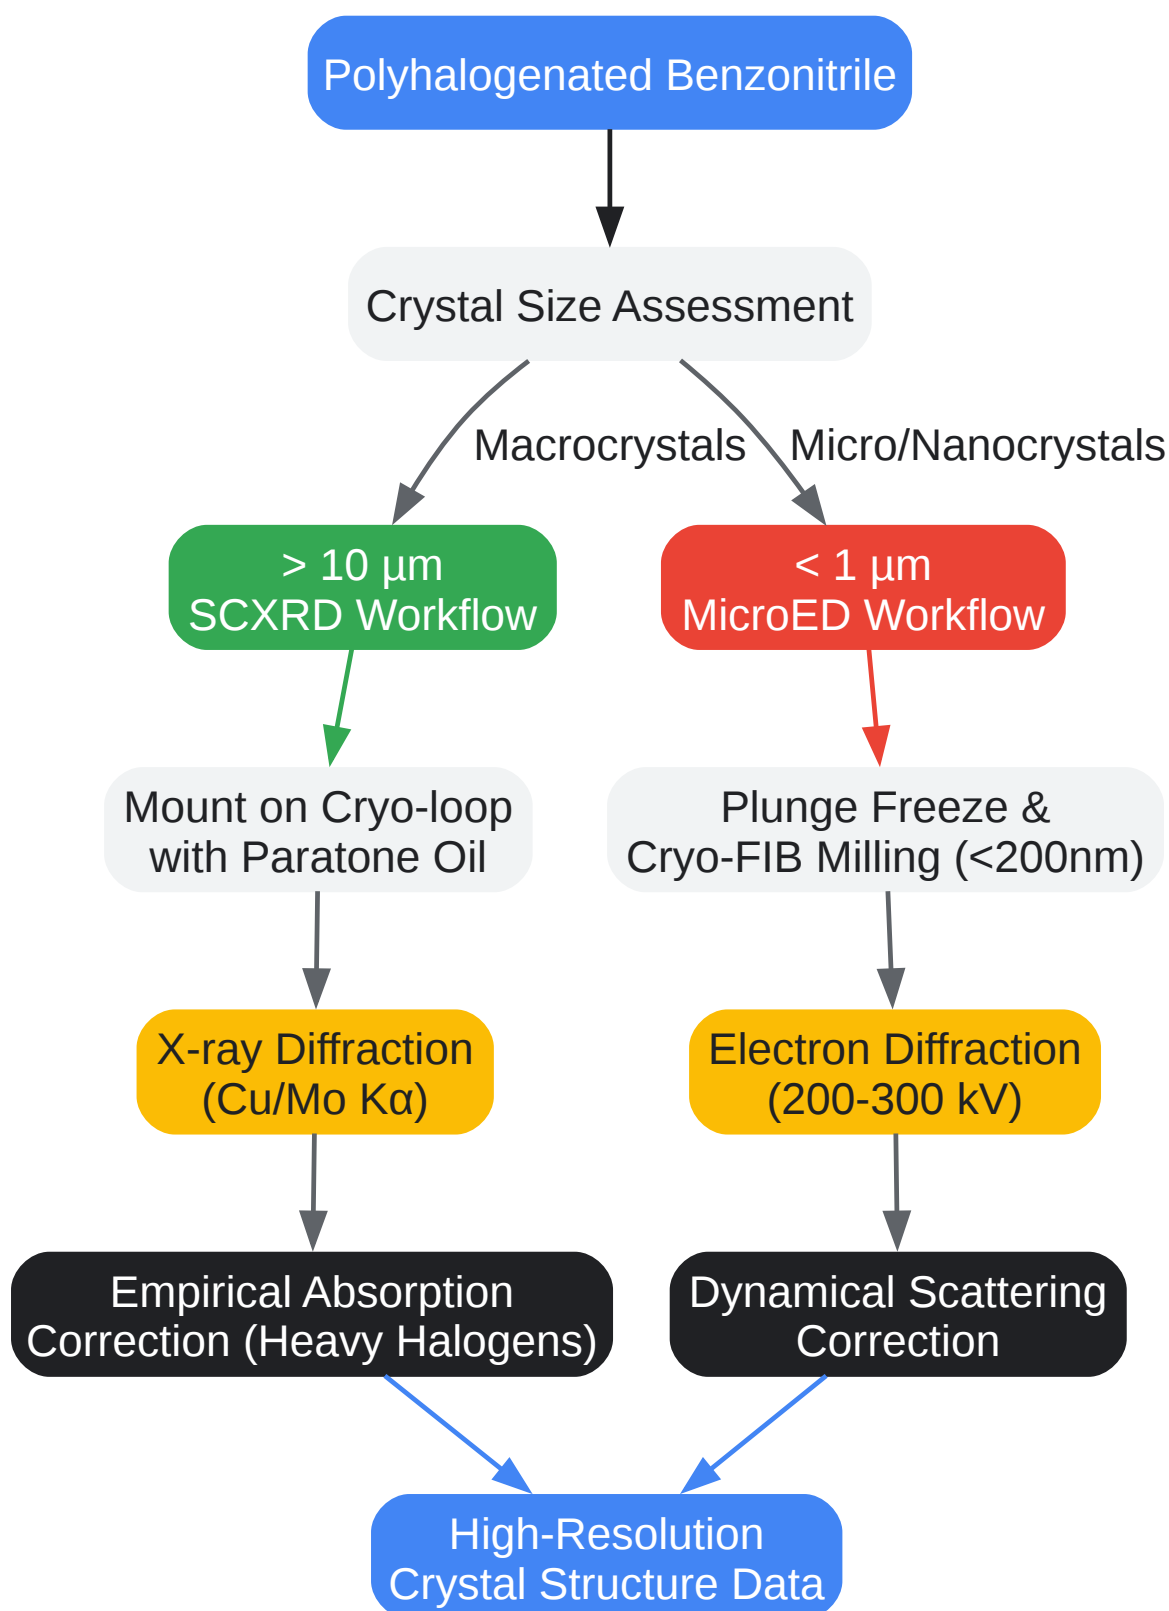 Polyhalogenated Benzonitrile
Crystal Size Assessment
Macrocrystals
Micro/Nanocrystals
> 10 µm
SCXRD Workflow
< 1 µm
MicroED Workflow
Mount on Cryo-loop
with Paratone Oil
Plunge Freeze &
Cryo-FIB Milling (<200nm)
X-ray Diffraction
(Cu/Mo Kα)
Electron Diffraction
(200-300 kV)
Empirical Absorption
Correction (Heavy Halogens)
Dynamical Scattering
Correction
High-Resolution
Crystal Structure Data